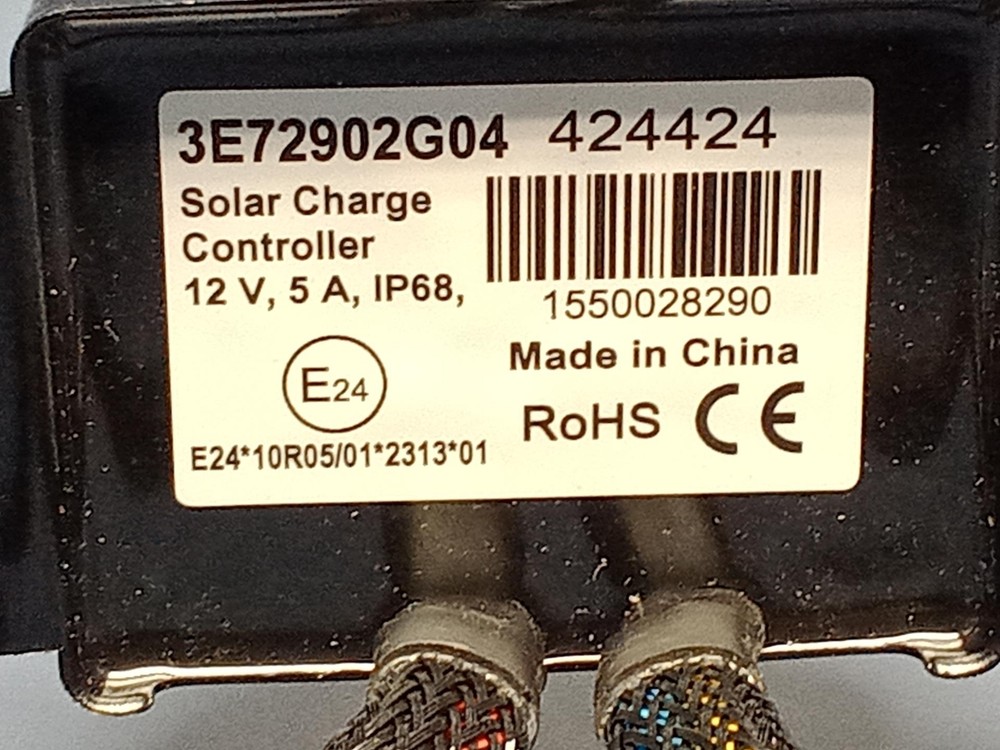 3E72902G04 424424
Solar Charge
Controller
12 V, 5 A, IP68,
1550028290
Made in China
E24
RoHS CE
E24*10R05/01*2313*01